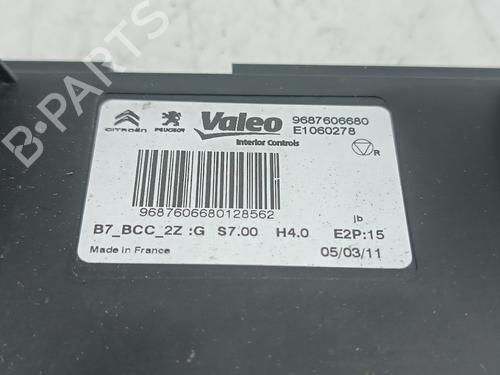 CITROËN PEUGEOT Valeo 9687606680
Interior Controls E1060278
R
9687606680128562
jb
B7_BCC_2Z :G S7.00 H4.0 E2P:15
Made in France 05/03/11
B-PARTS